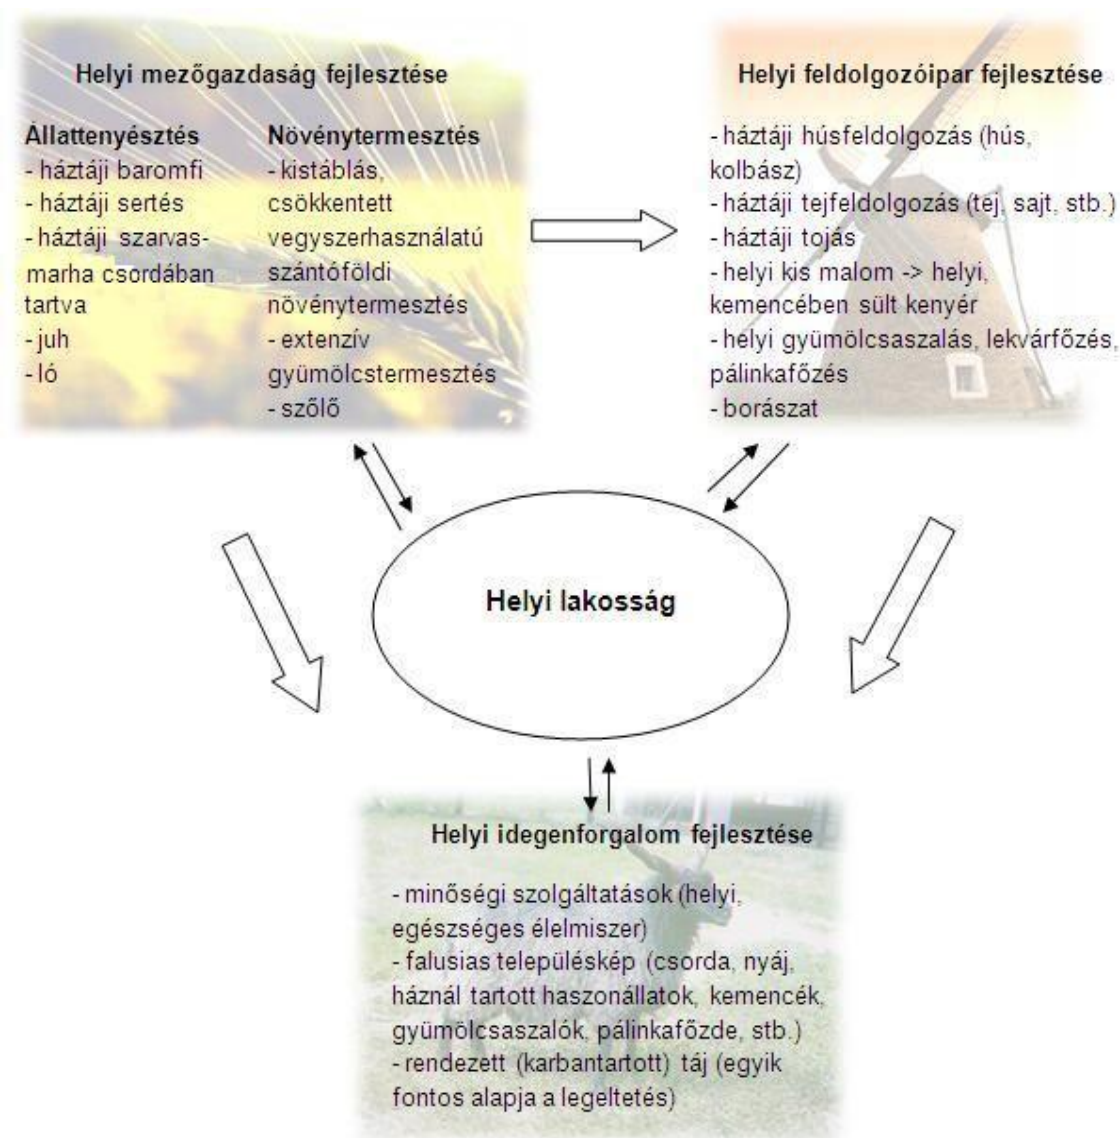 Helyi mezőgazdaság fejlesztése
Állattenyésztés
- háztáji baromfi
- háztáji sertés
- háztáji szarvas-
marha csordában
tartva
- juh
- ló
Növénytermesztés
- kistáblás,
csökkentett
vegyszerhasználatú
szántóföldi
növénytermesztés
- extenzív
gyümölcstermesztés
- szőlő
Helyi feldolgozóipar fejlesztése
- háztáji húsfeldolgozás (hús,
kolbász)
- háztáji tejfeldolgozás (tej, sajt, stb.)
- háztáji tojás
- helyi kis malom -> helyi,
kemencében sült kenyér
- helyi gyümölcsaszalás, lekvárfőzés,
pálinkafőzés
- borászat
Helyi lakosság
Helyi idegenforgalom fejlesztése
- minőségi szolgáltatások (helyi,
egészséges élelmiszer)
- falusias településkép (csorda, nyáj,
háznál tartott haszonállatok, kemencék,
gyümölcsaszalók, pálinkafőzde, stb.)
- rendezett (karbantartott) táj (egyik
fontos alapja a legeltetés)